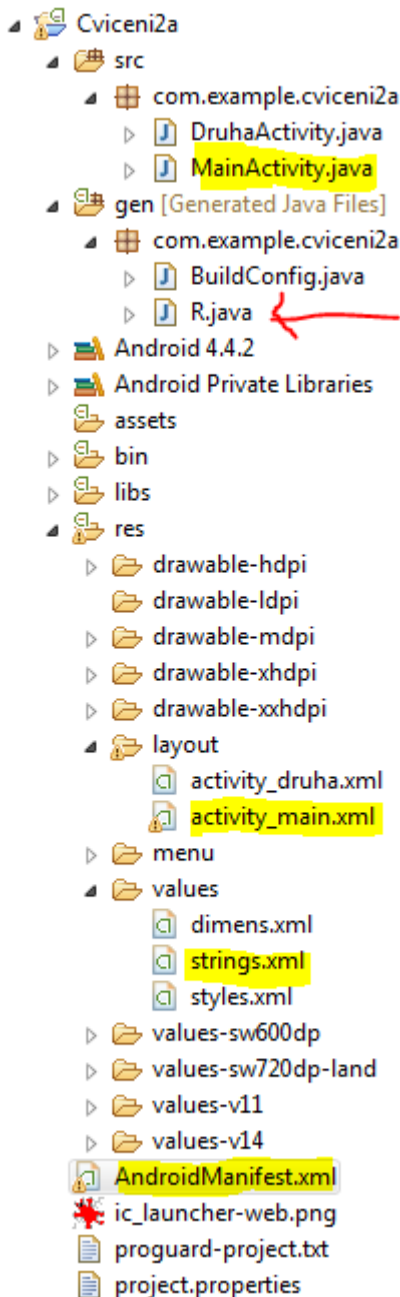 Cviceni2a
src
com.example.cviceni2a
DruhaActivity.java
MainActivity.java
gen [Generated Java Files]
com.example.cviceni2a
BuildConfig.java
R.java
Android 4.4.2
Android Private Libraries
assets
bin
libs
res
drawable-hdpi
drawable-ldpi
drawable-mdpi
drawable-xhdpi
drawable-xxhdpi
layout
activity_druha.xml
activity_main.xml
menu
values
dimens.xml
strings.xml
styles.xml
values-sw600dp
values-sw720dp-land
values-v11
values-v14
AndroidManifest.xml
ic_launcher-web.png
proguard-project.txt
project.properties